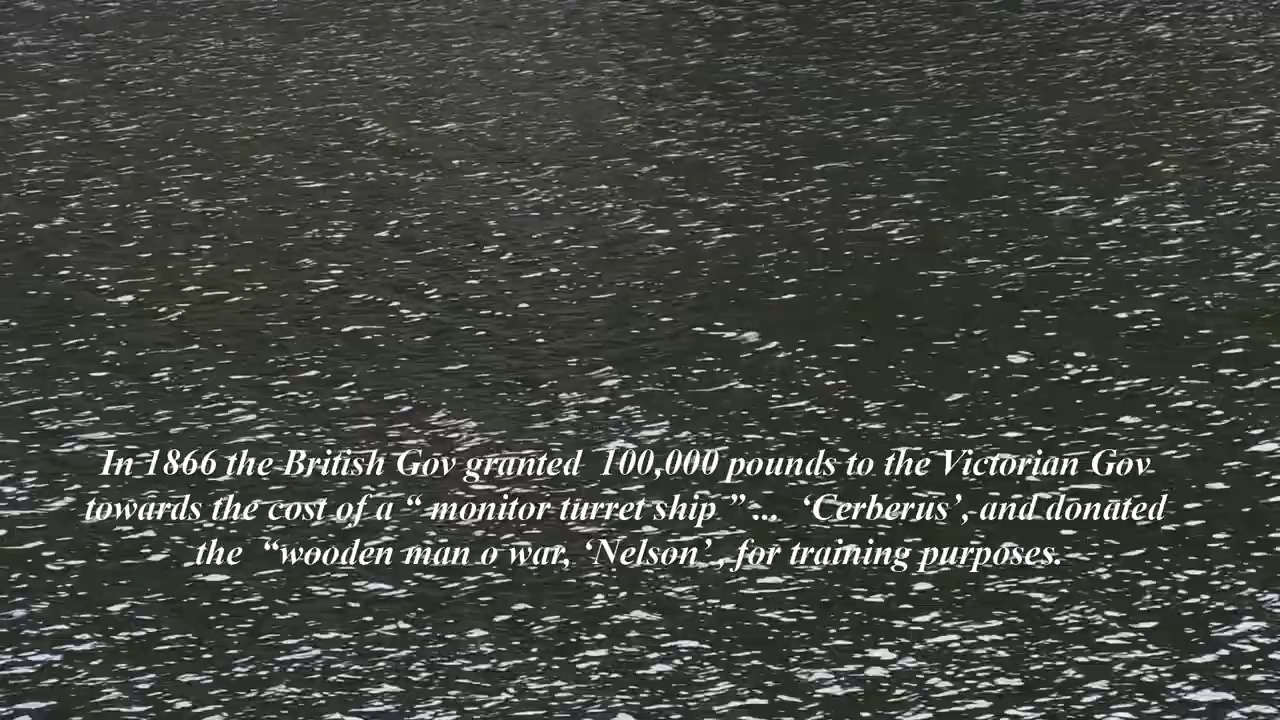 In 1866 the British Gov granted 100,000 pounds to the Victorian Gov
towards the cost of a “ monitor turret ship ” ... ‘Cerberus’, and donated
the “wooden man o war, ‘Nelson’ , for training purposes.